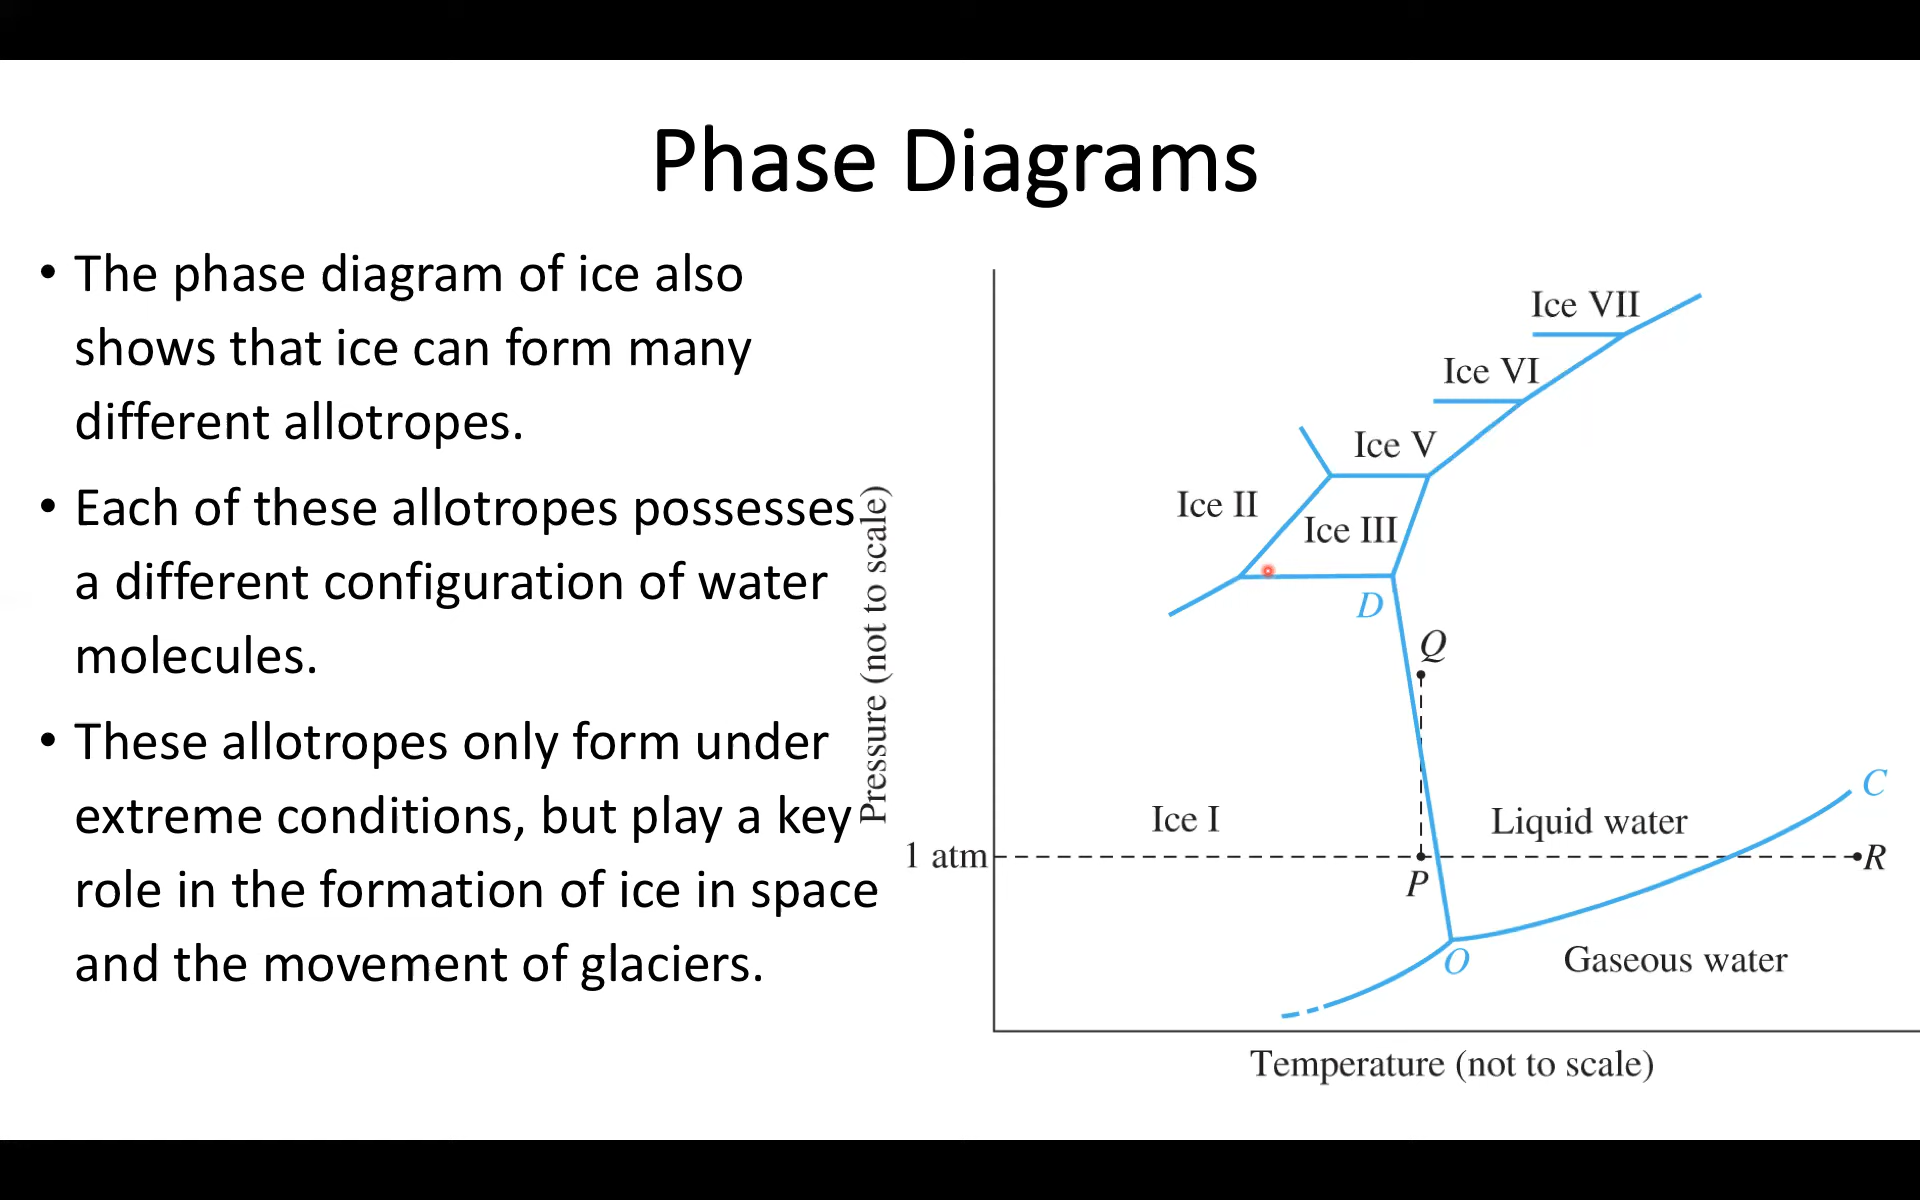 Phase Diagrams
• The phase diagram of ice also
shows that ice can form many
different allotropes.
• Each of these allotropes possesses
a different configuration of water
molecules.
• These allotropes only form under
extreme conditions, but play a key
role in the formation of ice in space
and the movement of glaciers.
Pressure (not to scale)
Ice VII
Ice VI
Ice V
Ice II
Ice III
D
Q
C
Ice I
Liquid water
1 atm
R
P
O
Gaseous water
Temperature (not to scale)